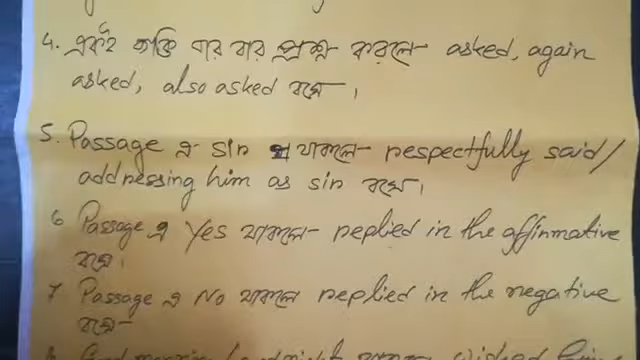 4. একই ব্যক্তি বার বার প্রশ্ন করলে- asked, again
asked, also asked বসে।
5. Passage এ sir থাকলে- respectfully said/
addressing him as sir বসে।
6 Passage এ Yes থাকলে- replied in the affirmative
বসে।
7 Passage এ No থাকলে replied in the negative
বসে-